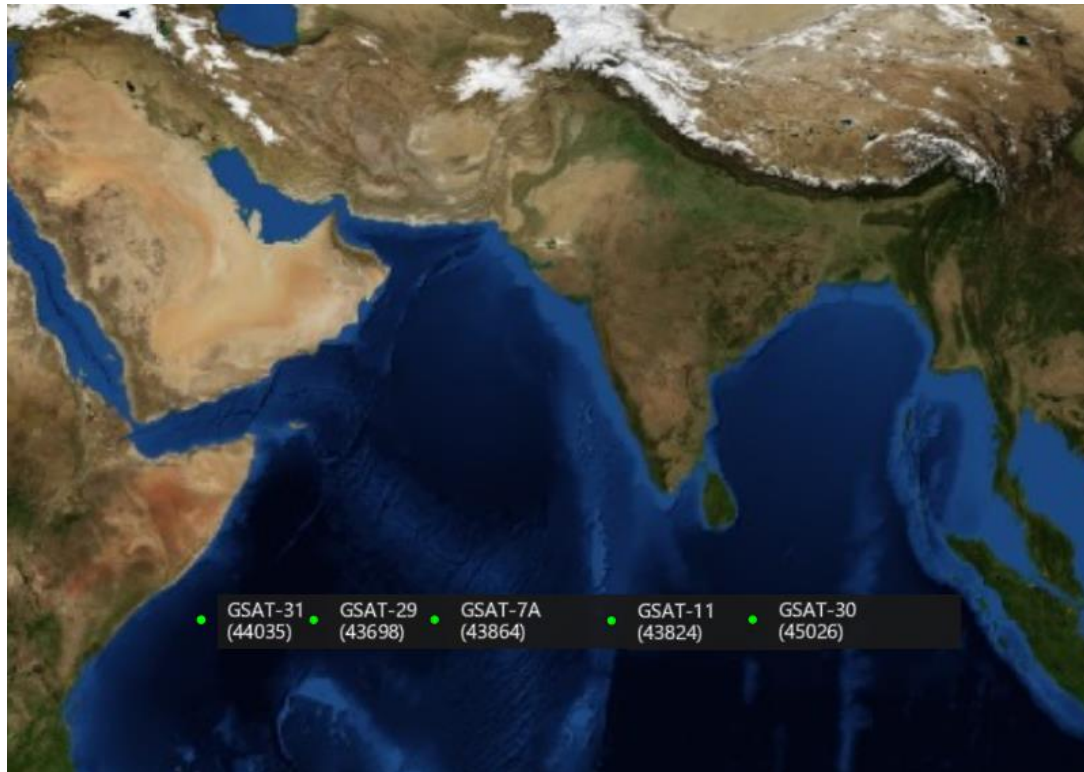 GSAT-31
(44035)
GSAT-29
(43698)
GSAT-7A
(43864)
GSAT-11
(43824)
GSAT-30
(45026)